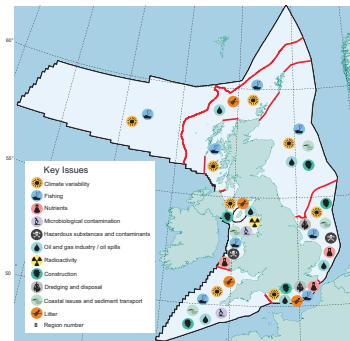 60°
55
50
Key Issues
Climate variability
Fishing
Nutrients
Microbiological contamination
Hazardous substances and contaminants
Oil and gas industry / oil spills
Radioactivity
Construction
Dredging and disposal
Coastal issues and sediment transport
Litter
8 Region number